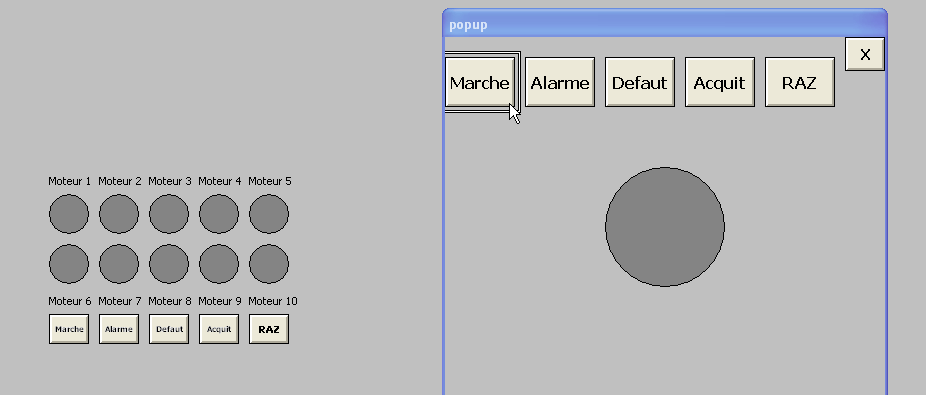 popup
X
Marche Alarme Defaut Acquit RAZ
Moteur 1 Moteur 2 Moteur 3 Moteur 4 Moteur 5
Moteur 6 Moteur 7 Moteur 8 Moteur 9 Moteur 10
Marche Alarme Defaut Acquit RAZ